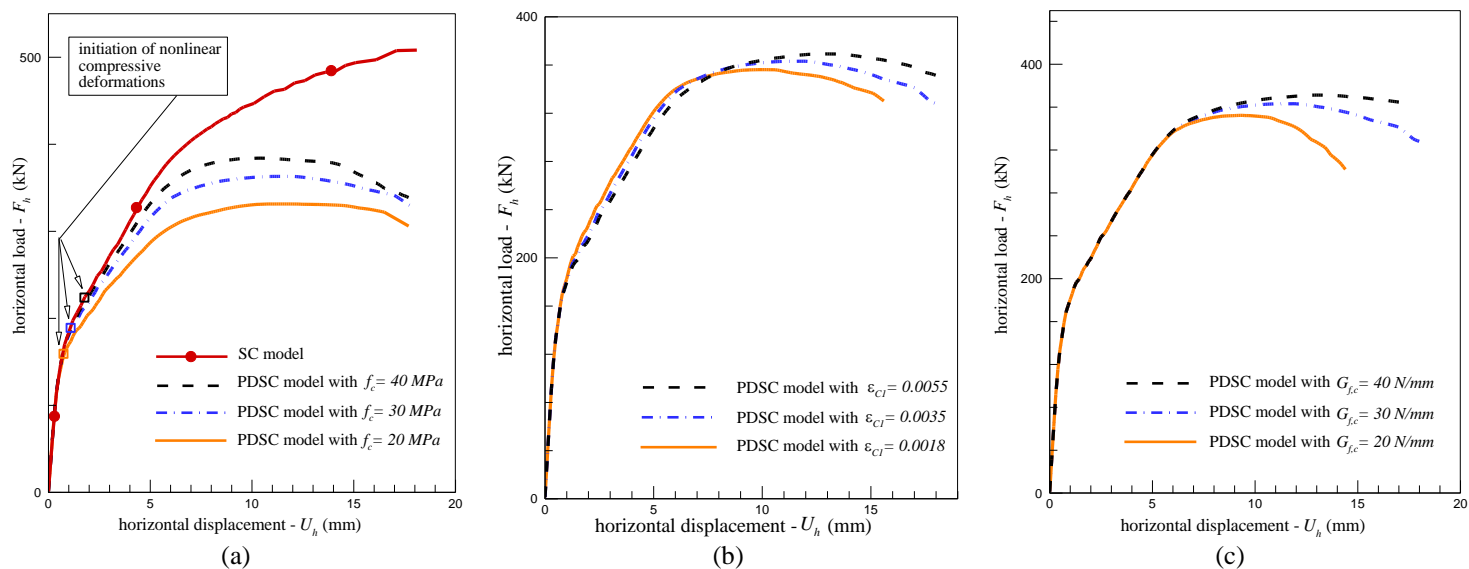 500
0
horizontal load - F_h (kN)
initiation of nonlinear
compressive
deformations
SC model
PDSC model with f_c = 40 MPa
PDSC model with f_c = 30 MPa
PDSC model with f_c = 20 MPa
0 5 10 15 20
horizontal displacement - U_h (mm)
(a)
400
200
0
horizontal load - F_h (kN)
PDSC model with ε_C1 = 0.0055
PDSC model with ε_C1 = 0.0035
PDSC model with ε_C1 = 0.0018
0 5 10 15
horizontal displacement - U_h (mm)
(b)
400
200
0
horizontal load - F_h (kN)
PDSC model with G_f,c = 40 N/mm
PDSC model with G_f,c = 30 N/mm
PDSC model with G_f,c = 20 N/mm
0 5 10 15 20
horizontal displacement - U_h (mm)
(c)